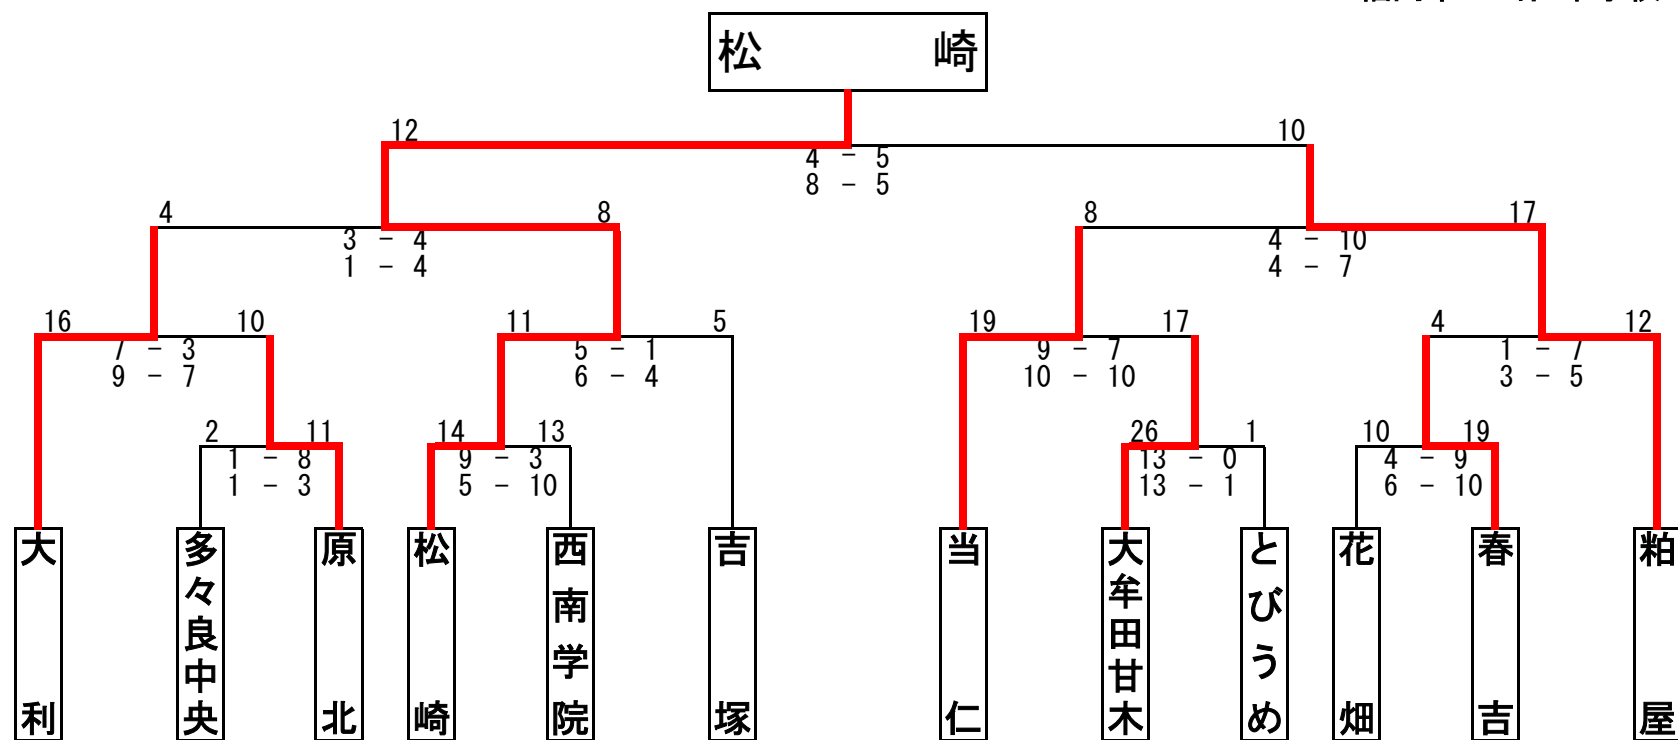 松　崎
12 10
4 － 5
8 － 5
4 8 8 17
3 － 4 4 － 10
1 － 4 4 － 7
16 10 11 5 19 17 4 12
7 － 3 5 － 1 9 － 7 1 － 7
9 － 7 6 － 4 10 － 10 3 － 5
2 11 14 13 26 1 10 19
1 － 8 9 － 3 13 － 0 4 － 9
1 － 3 5 － 10 13 － 1 6 － 10
大利
多々良中央
原北
松崎
西南学院
吉塚
当仁
大牟田甘木
とびうめ
花畑
春吉
粕屋